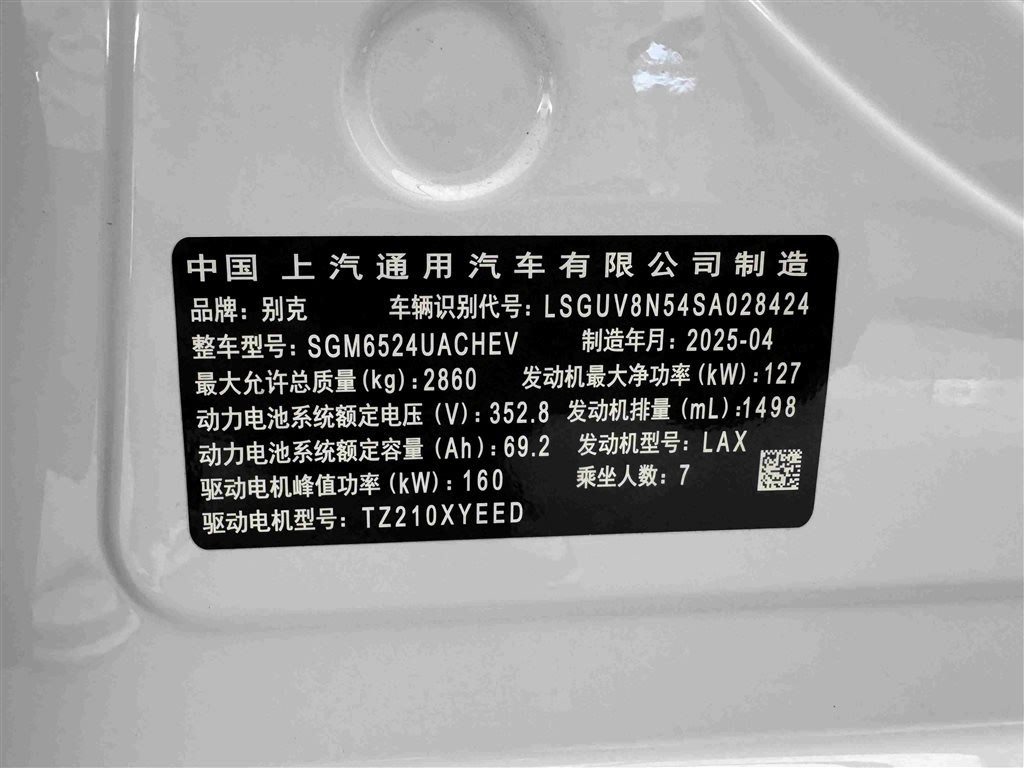 中国 上汽通用汽车有限公司制造
品牌：别克 车辆识别代号：LSGUV8N54SA028424
整车型号：SGM6524UACHEV 制造年月：2025-04
最大允许总质量(kg)：2860 发动机最大净功率(kW)：127
动力电池系统额定电压(V)：352.8 发动机排量(mL)：1498
动力电池系统额定容量(Ah)：69.2 发动机型号：LAX
驱动电机峰值功率(kW)：160 乘坐人数：7
驱动电机型号：TZ210XYEED